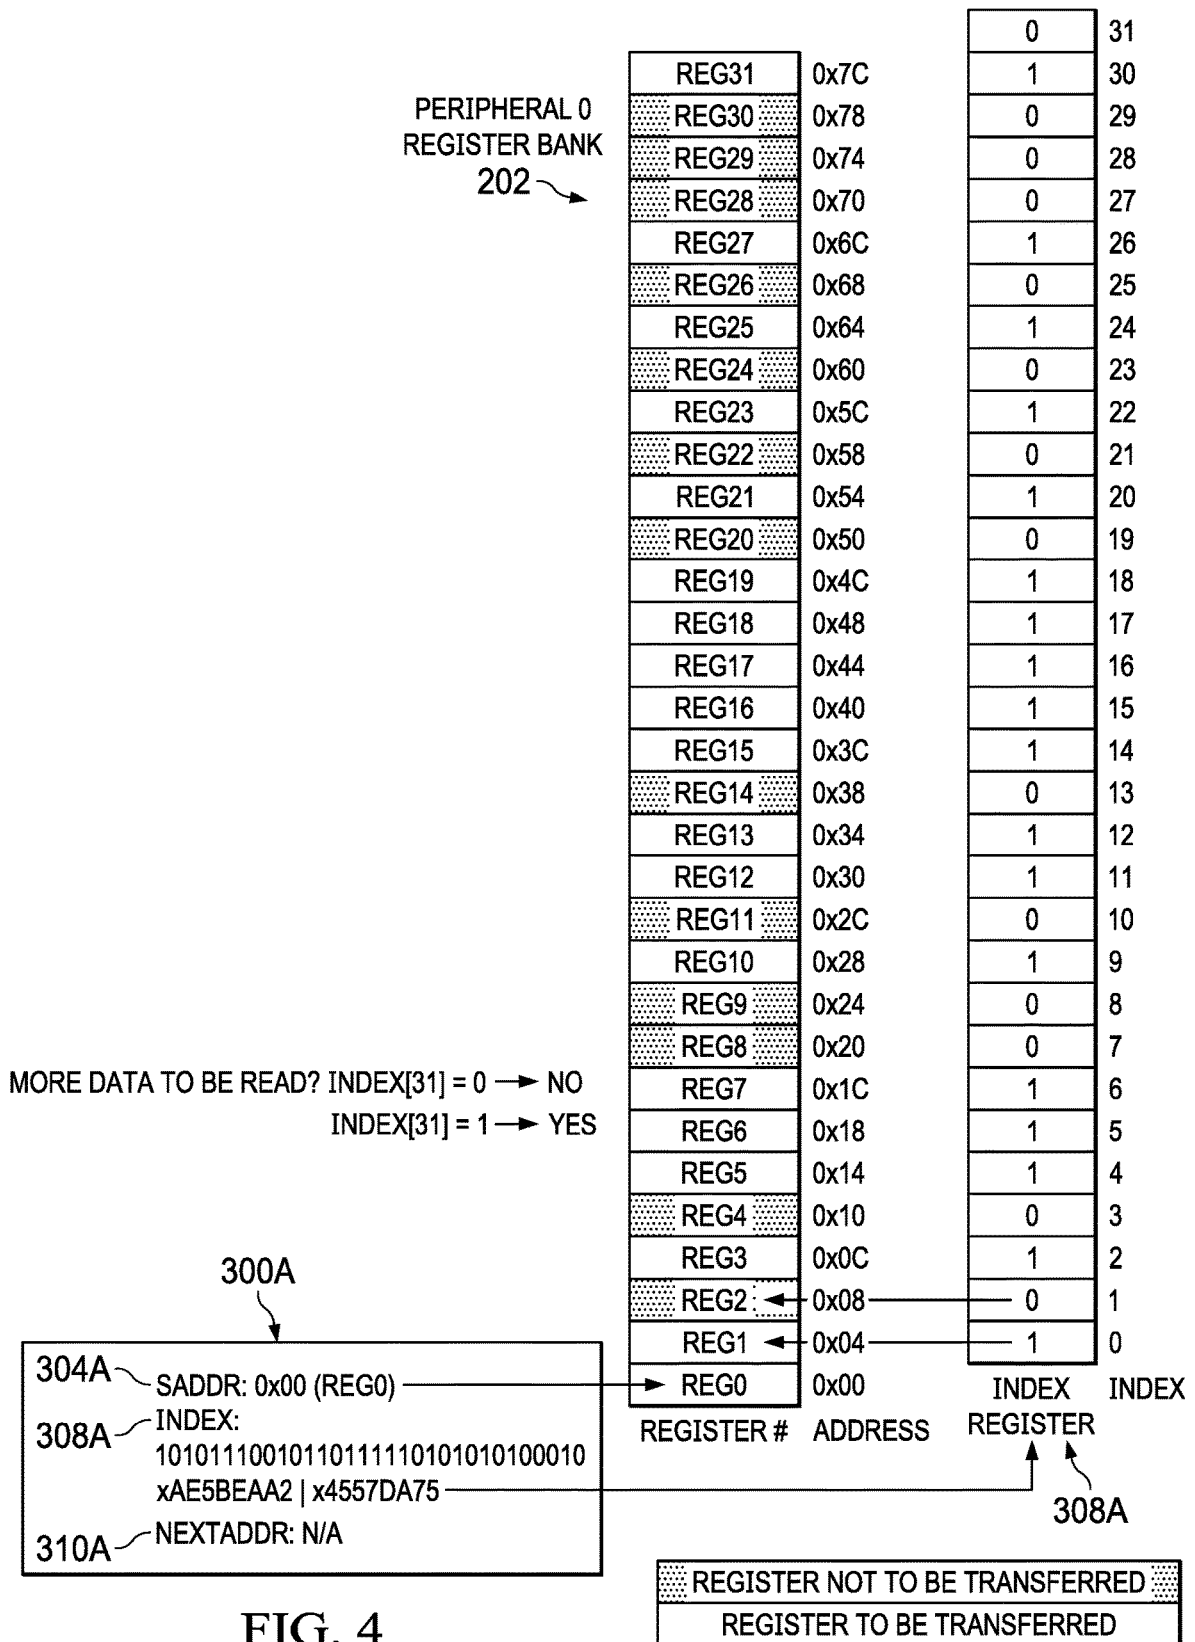 0 31
REG31 0x7C 1 30
PERIPHERAL 0 REG30 0x78 0 29
REGISTER BANK REG29 0x74 0 28
202 REG28 0x70 0 27
REG27 0x6C 1 26
REG26 0x68 0 25
REG25 0x64 1 24
REG24 0x60 0 23
REG23 0x5C 1 22
REG22 0x58 0 21
REG21 0x54 1 20
REG20 0x50 0 19
REG19 0x4C 1 18
REG18 0x48 1 17
REG17 0x44 1 16
REG16 0x40 1 15
REG15 0x3C 1 14
REG14 0x38 0 13
REG13 0x34 1 12
REG12 0x30 1 11
REG11 0x2C 0 10
REG10 0x28 1 9
REG9 0x24 0 8
REG8 0x20 0 7
MORE DATA TO BE READ? INDEX[31] = 0 → NO REG7 0x1C 1 6
INDEX[31] = 1 → YES REG6 0x18 1 5
REG5 0x14 1 4
REG4 0x10 0 3
REG3 0x0C 1 2
300A
REG2 0x08 0 1
REG1 0x04 1 0
304A SADDR: 0x00 (REG0) REG0 0x00
308A INDEX:
10101110010110111110101010100010
xAE5BEAA2 | x4557DA75
310A NEXTADDR: N/A
REGISTER # ADDRESS INDEX REGISTER INDEX
308A
REGISTER NOT TO BE TRANSFERRED
REGISTER TO BE TRANSFERRED
FIG. 4